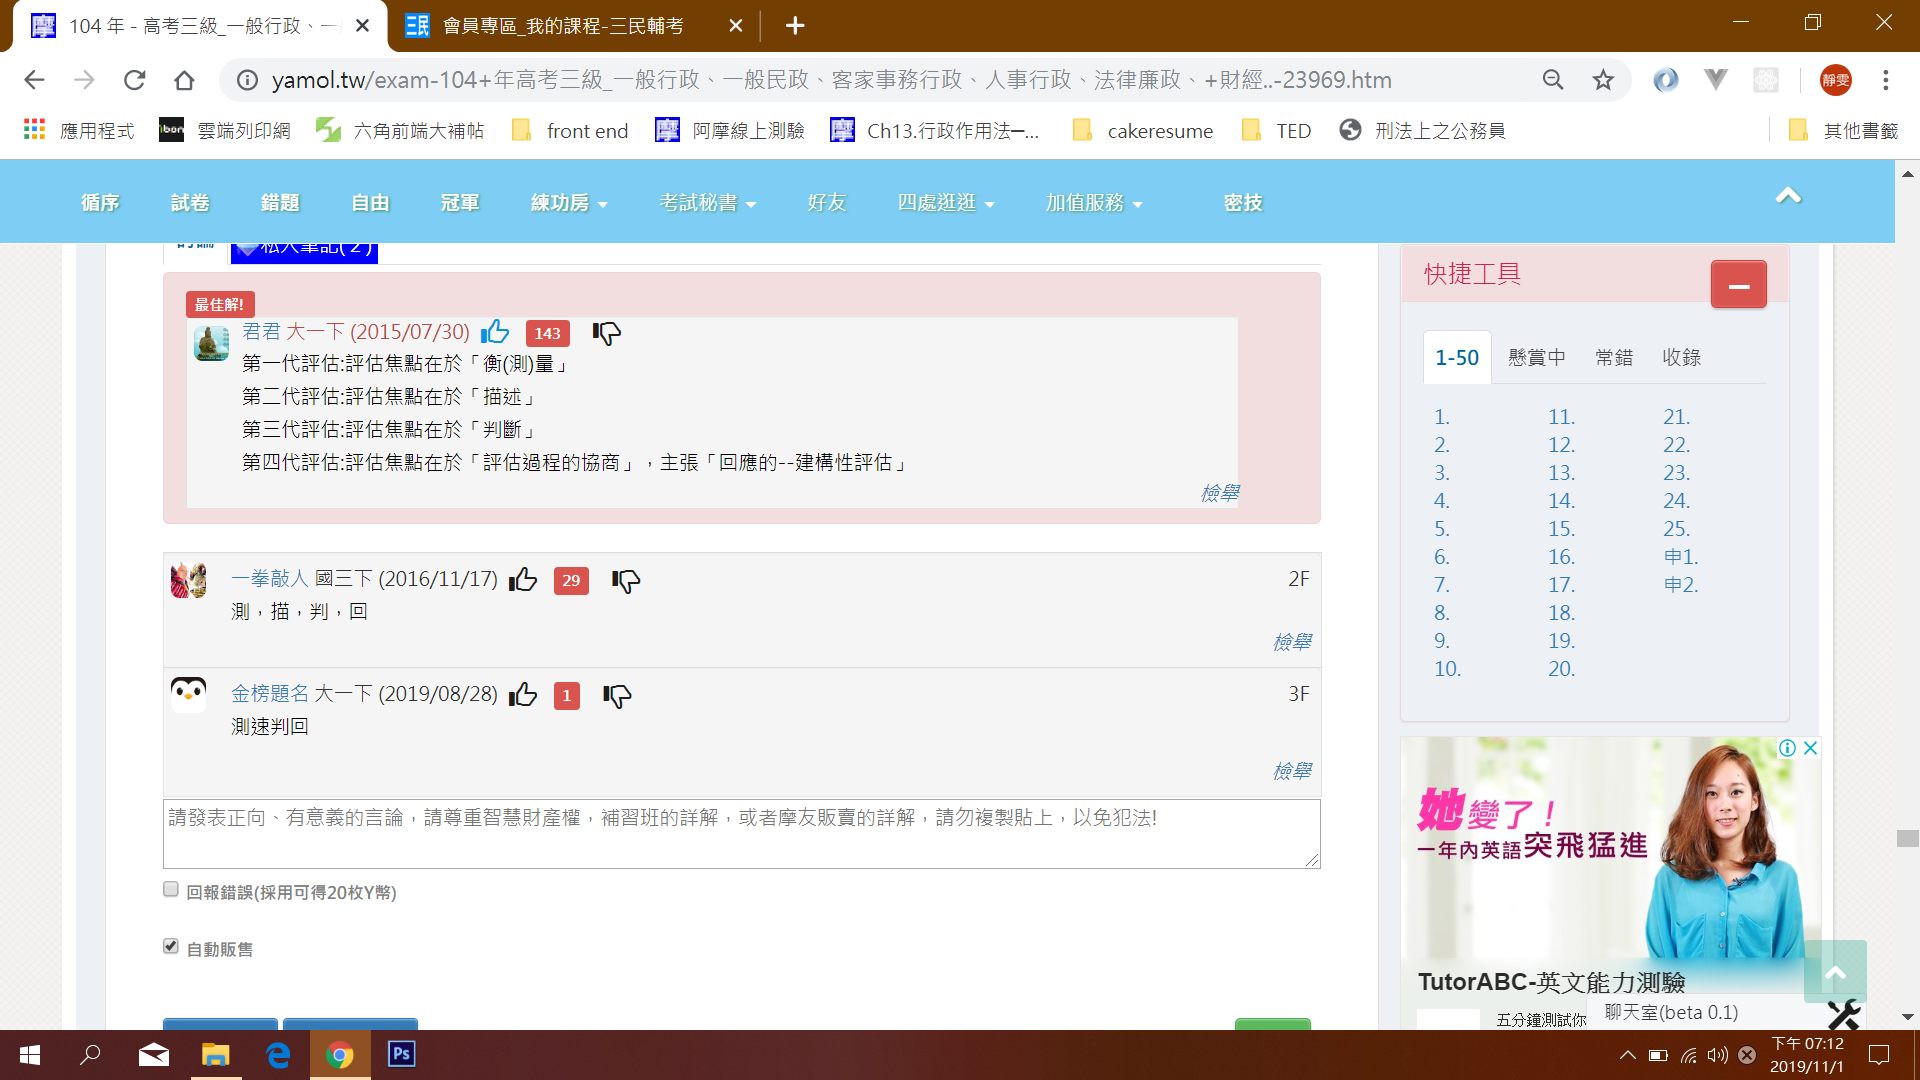 104 年 - 高考三級_一般行政、一
會員專區_我的課程-三民輔考
yamol.tw/exam-104+年高考三級_一般行政、一般民政、客家事務行政、人事行政、法律廉政、+財經..-23969.htm
靜雯
應用程式
雲端列印網
六角前端大補帖
front end
阿摩線上測驗
Ch13.行政作用法─...
cakeresume
TED
刑法上之公務員
其他書籤
循序
試卷
錯題
自由
冠軍
練功房
考試秘書
好友
四處逛逛
加值服務
密技
討論
私人筆記( 2 )
最佳解!
君君 大一下 (2015/07/30) 143
第一代評估:評估焦點在於「衡(測)量」
第二代評估:評估焦點在於「描述」
第三代評估:評估焦點在於「判斷」
第四代評估:評估焦點在於「評估過程的協商」，主張「回應的--建構性評估」
檢舉
一拳敲人 國三下 (2016/11/17) 29 2F
測，描，判，回
檢舉
金榜題名 大一下 (2019/08/28) 1 3F
測速判回
檢舉
請發表正向、有意義的言論，請尊重智慧財產權，補習班的詳解，或者摩友販賣的詳解，請勿複製貼上，以免犯法!
回報錯誤(採用可得20枚Y幣)
自動販售
快捷工具
1-50 懸賞中 常錯 收錄
1. 11. 21.
2. 12. 22.
3. 13. 23.
4. 14. 24.
5. 15. 25.
6. 16. 申1.
7. 17. 申2.
8. 18.
9. 19.
10. 20.
她變了！
一年內英語突飛猛進
TutorABC-英文能力測驗
五分鐘測試你
聊天室(beta 0.1)
下午 07:12
2019/11/1